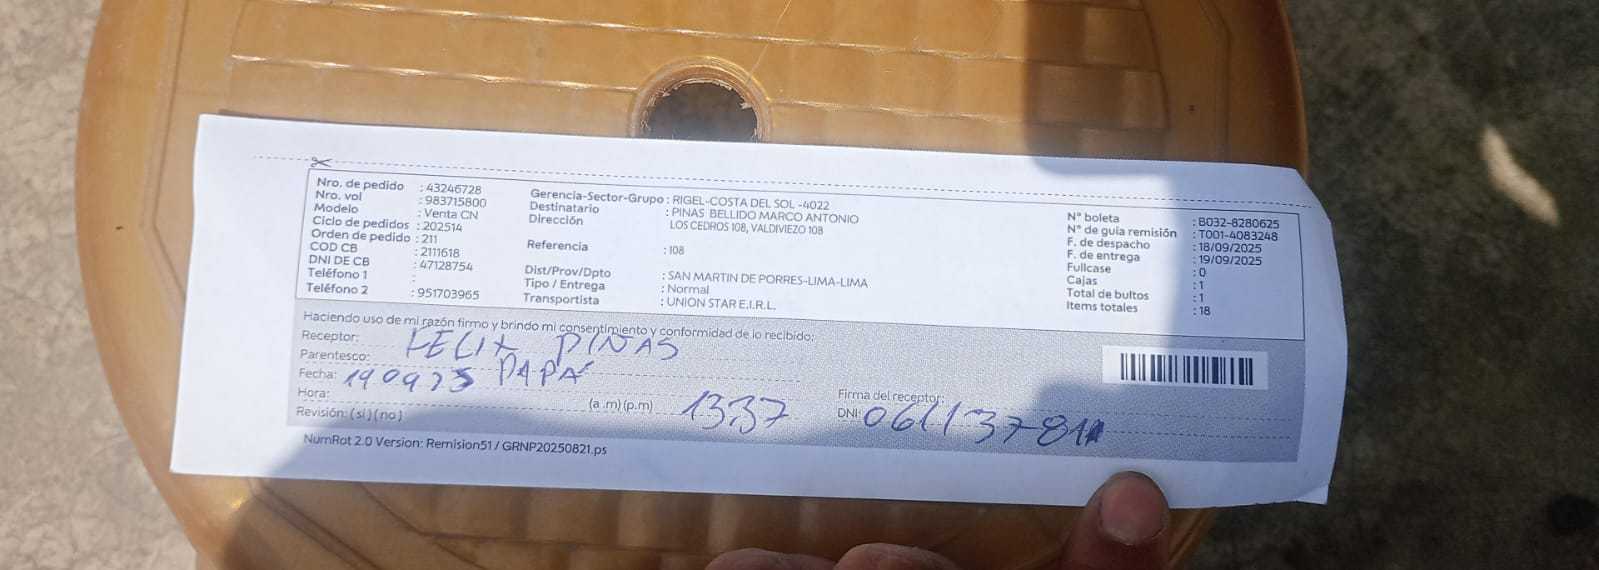 Nro. de pedido : 43246728
Nro. vol : 983715800
Modelo : Venta CN
Ciclo de pedidos : 202514
Orden de pedido : 211
COD CB : 2111618
DNI DE CB : 47128754
Teléfono 1 :
Teléfono 2 : 951703965
Gerencia-Sector-Grupo : RIGEL-COSTA DEL SOL -4022
Destinatario : PINAS BELLIDO MARCO ANTONIO
Dirección LOS CEDROS 108, VALDIVIEZO 108
Referencia : 108
Dist/Prov/Dpto : SAN MARTIN DE PORRES-LIMA-LIMA
Tipo / Entrega : Normal
Transportista : UNION STAR E.I.R.L.
N° boleta : B032-8280625
N° de guía remisión : T001-4083248
F. de despacho : 18/09/2025
F. de entrega : 19/09/2025
Fullcase : 0
Cajas : 1
Total de bultos : 1
Items totales : 18
Haciendo uso de mi razón firmo y brindo mi consentimiento y conformidad de lo recibido:
Receptor: FELIX PINAS
Parentesco: PAPA
Fecha: 190925
Hora: (a .m) (p.m) 1337
Revisión: ( sí ) ( no )
Firma del receptor:
DNI: 06113781
NumRot 2.0 Version: Remision51 / GRNP20250821.ps